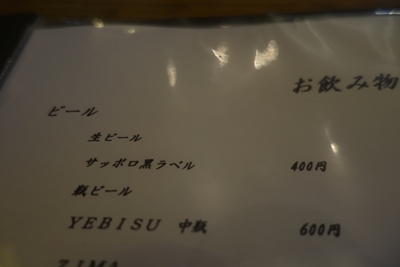 お飲み物
ビール
生ビール
サッポロ黒ラベル 400円
瓶ビール
YEBISU 中瓶 600円
ZIMA